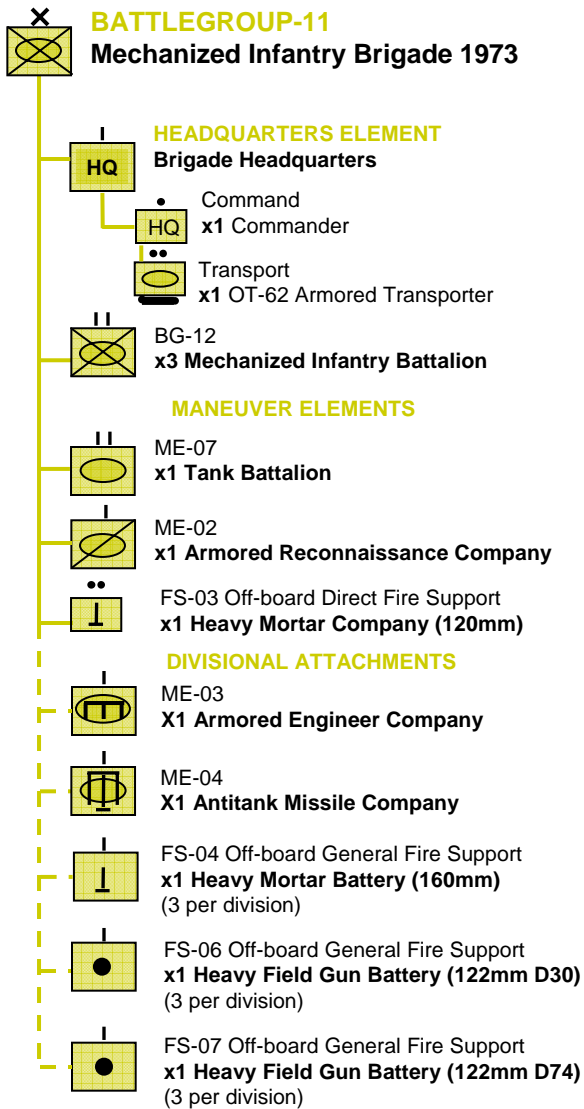 BATTLEGROUP-11
Mechanized Infantry Brigade 1973
HEADQUARTERS ELEMENT
HQ
Brigade Headquarters
Command
HQ
x1 Commander
Transport
x1 OT-62 Armored Transporter
BG-12
x3 Mechanized Infantry Battalion
MANEUVER ELEMENTS
ME-07
x1 Tank Battalion
ME-02
x1 Armored Reconnaissance Company
FS-03 Off-board Direct Fire Support
x1 Heavy Mortar Company (120mm)
DIVISIONAL ATTACHMENTS
ME-03
X1 Armored Engineer Company
ME-04
X1 Antitank Missile Company
FS-04 Off-board General Fire Support
x1 Heavy Mortar Battery (160mm)
(3 per division)
FS-06 Off-board General Fire Support
x1 Heavy Field Gun Battery (122mm D30)
(3 per division)
FS-07 Off-board General Fire Support
x1 Heavy Field Gun Battery (122mm D74)
(3 per division)